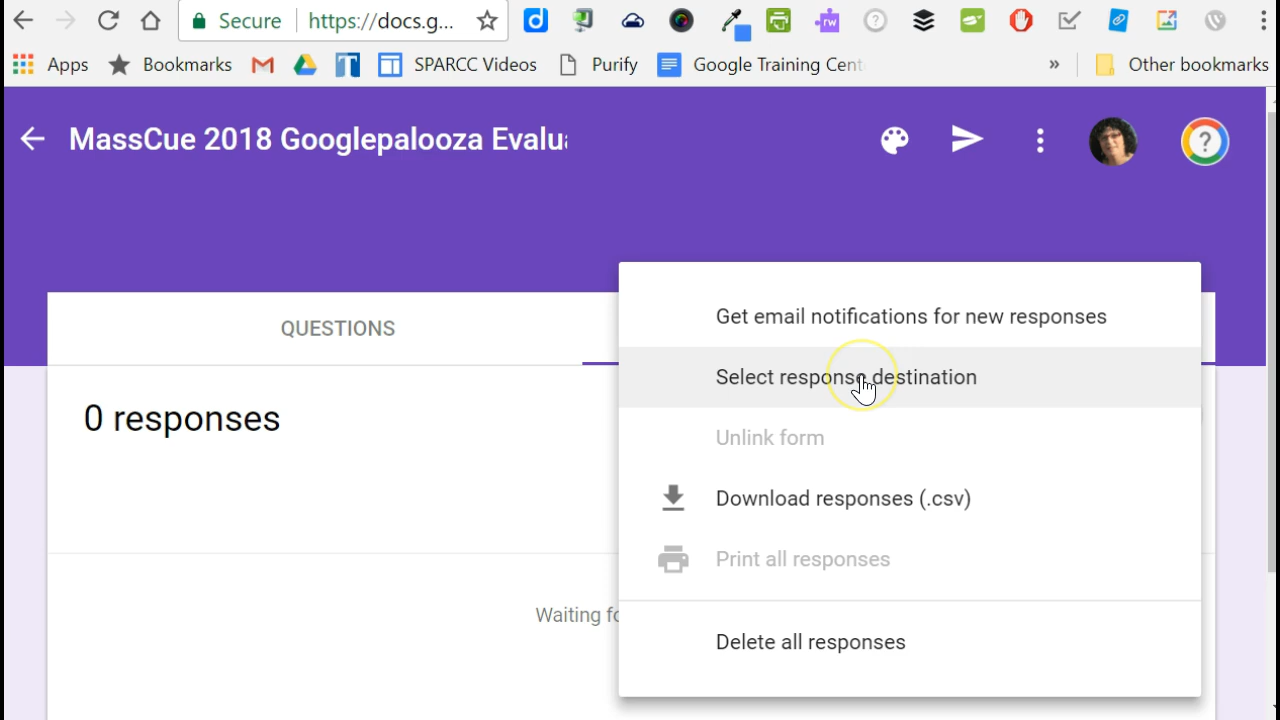 Secure https://docs.g...
Apps Bookmarks SPARCC Videos Purify Google Training Cent » Other bookmarks
MassCue 2018 Googlepalooza Evalu
QUESTIONS
0 responses
Waiting fo
Get email notifications for new responses
Select response destination
Unlink form
Download responses (.csv)
Print all responses
Delete all responses